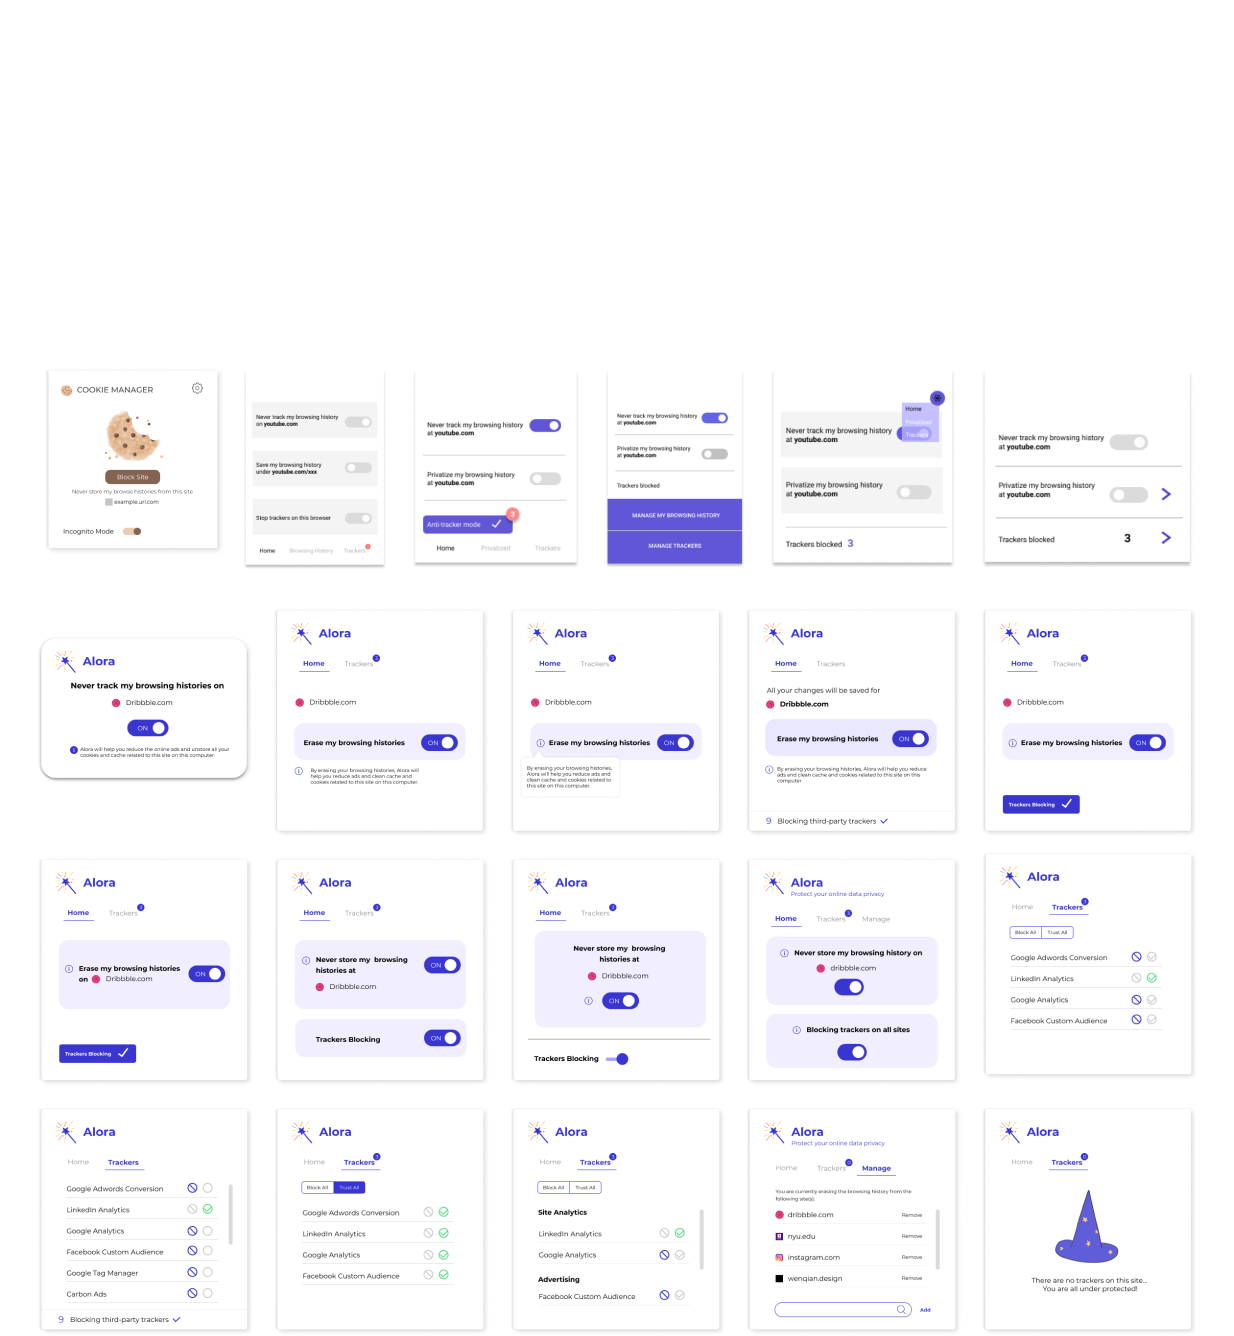 COOKIE MANAGER
Block Site
Never store my browse histories from this site
example.url.com
Incognito Mode
Never track my browsing history
on youtube.com
Save my browsing history
under youtube.com/xxx
Stop trackers on this browser
Home Browsing History Trackers
Never track my browsing history
at youtube.com
Privatize my browsing history
at youtube.com
Anti-tracker mode
3
Home Privatized Trackers
Never track my browsing history
at youtube.com
Privatize my browsing history
at youtube.com
Trackers blocked
MANAGE MY BROWSING HISTORY
MANAGE TRACKERS
Home
Privatized
Trackers
Never track my browsing history
at youtube.com
Privatize my browsing history
at youtube.com
Trackers blocked 3
Never track my browsing history
at youtube.com
Privatize my browsing history
at youtube.com
Trackers blocked 3
Alora
Never track my browsing histories on
Dribbble.com
ON
Alora will help you reduce the online ads and unstore all your
cookies and cache related to this site on this computer.
Alora
Home Trackers 3
Dribbble.com
Erase my browsing histories ON
By erasing your browsing histories, Alora will
help you reduce ads and clean cache and
cookies related to this site on this computer.
Alora
Home Trackers 3
Dribbble.com
Erase my browsing histories ON
By erasing your browsing histories,
Alora will help you reduce ads and
clean cache and cookies related to
this site on this computer.
Alora
Home Trackers
All your changes will be saved for
Dribbble.com
Erase my browsing histories ON
By erasing your browsing histories, Alora will help you reduce
ads and clean cache and cookies related to this site on this
computer.
9 Blocking third-party trackers
Alora
Home Trackers 3
Dribbble.com
Erase my browsing histories ON
Trackers Blocking
Alora
Home Trackers
Erase my browsing histories
on Dribbble.com
ON
Trackers Blocking
Alora
Home Trackers
Never store my browsing
histories at
Dribbble.com
ON
Trackers Blocking ON
Alora
Home Trackers
Never store my browsing
histories at
Dribbble.com
ON
Trackers Blocking
Alora
Protect your online data privacy
Home Trackers 3 Manage
Never store my browsing history on
dribbble.com
Blocking trackers on all sites
Alora
Home Trackers
Block All Trust All
Google Adwords Conversion
LinkedIn Analytics
Google Analytics
Facebook Custom Audience
Alora
Home Trackers
Google Adwords Conversion
LinkedIn Analytics
Google Analytics
Facebook Custom Audience
Google Tag Manager
Carbon Ads
9 Blocking third-party trackers
Alora
Home Trackers
Block All Trust All
Google Adwords Conversion
LinkedIn Analytics
Google Analytics
Facebook Custom Audience
Alora
Home Trackers
Block All Trust All
Site Analytics
LinkedIn Analytics
Google Analytics
Advertising
Facebook Custom Audience
Alora
Protect your online data privacy
Home Trackers 0 Manage
You are currently erasing the browsing history from the
following site(s):
dribbble.com Remove
nyu.edu Remove
instagram.com Remove
wenqian.design Remove
Add
Alora
Home Trackers 0
There are no trackers on this site...
You are all under protected!